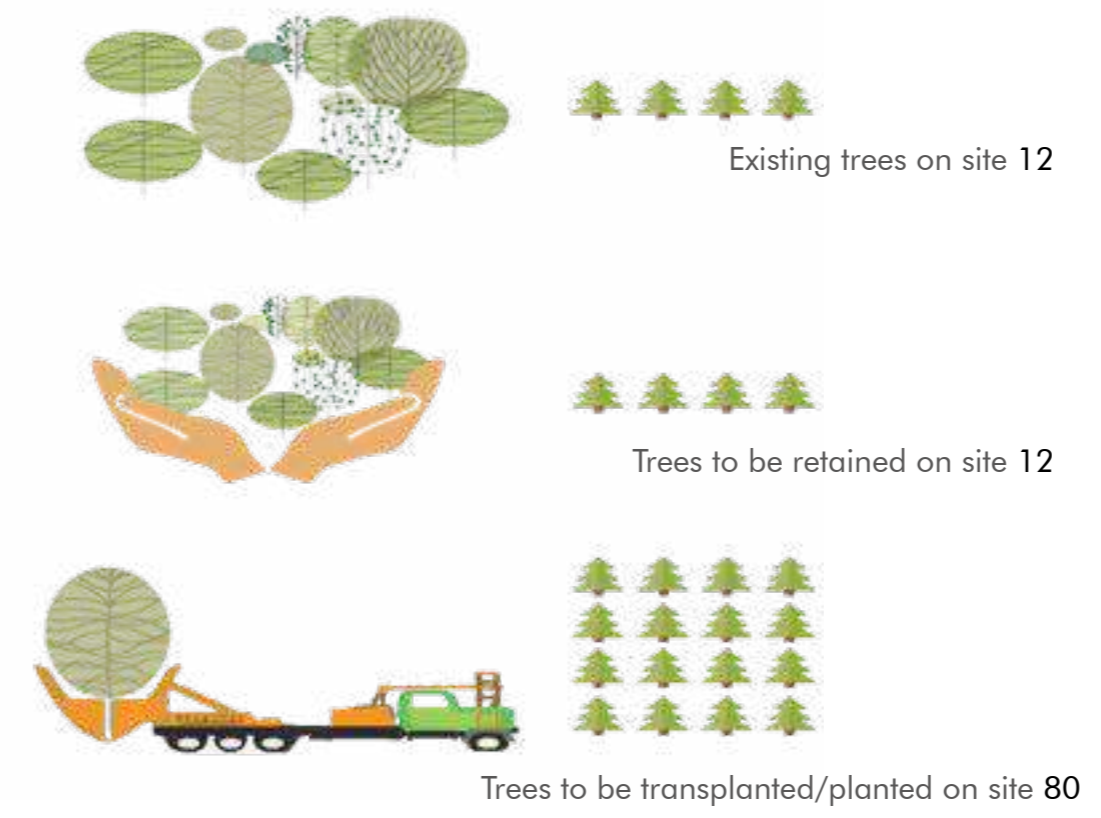 Existing trees on site 12
Trees to be retained on site 12
Trees to be transplanted/planted on site 80